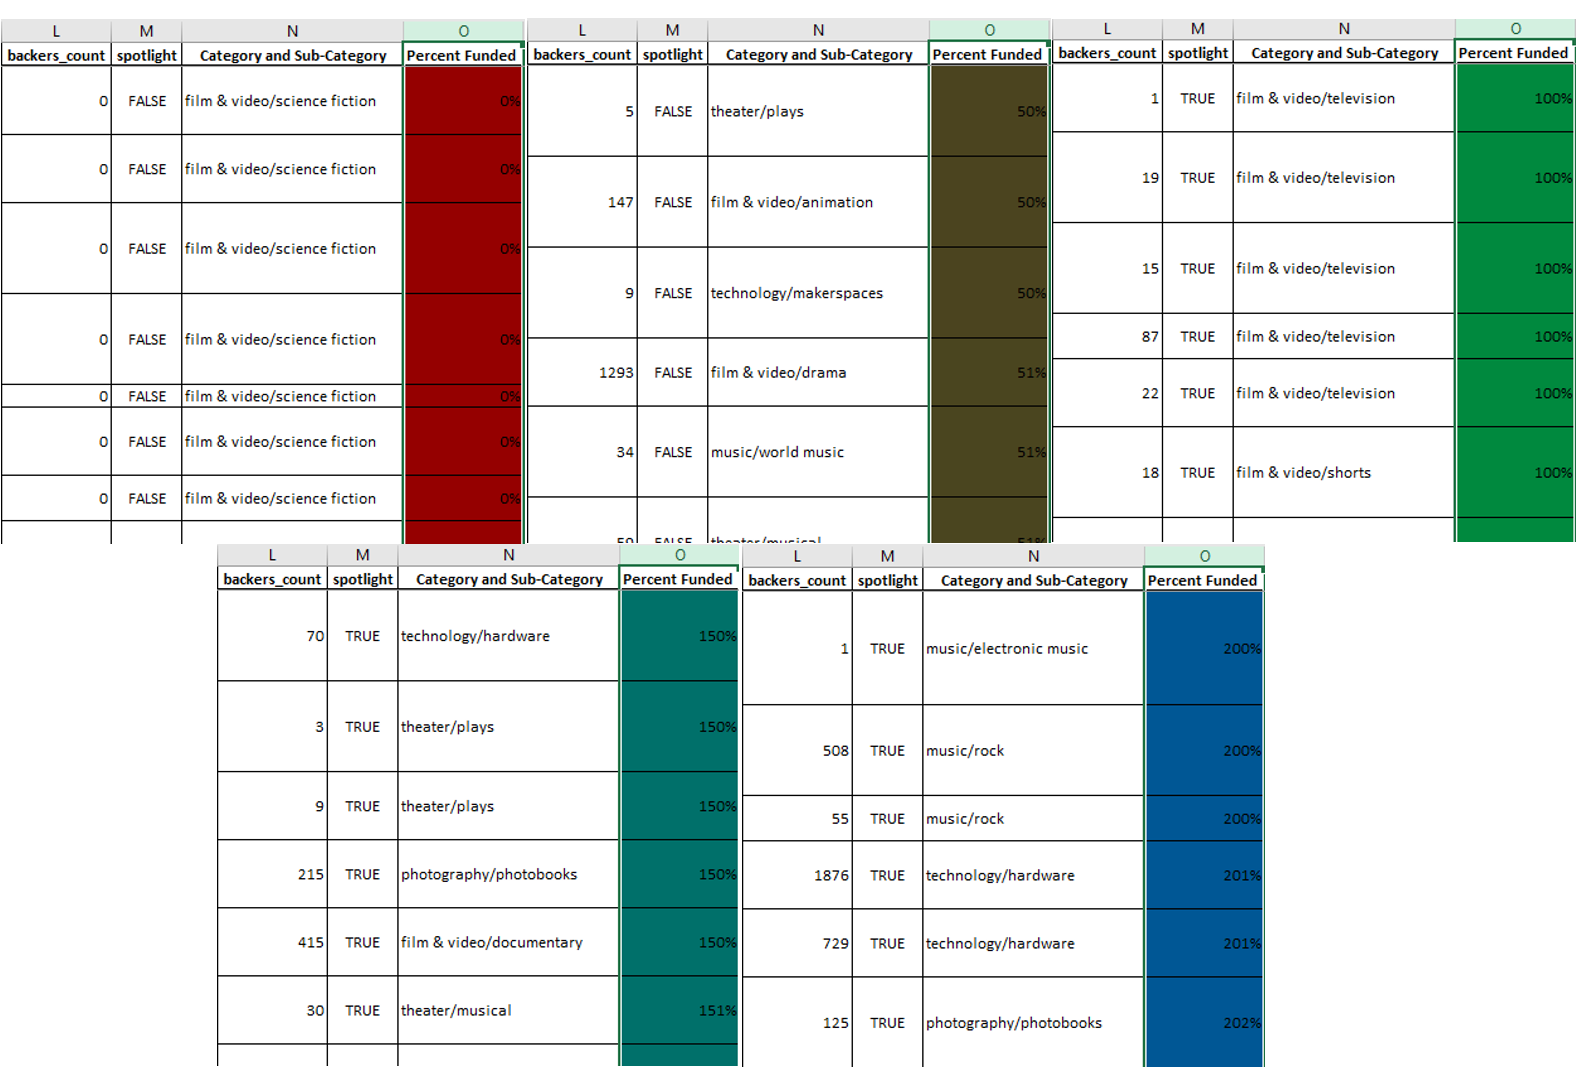 L M N O
backers_count spotlight Category and Sub-Category Percent Funded
0 FALSE film & video/science fiction 0%
0 FALSE film & video/science fiction 0%
0 FALSE film & video/science fiction 0%
0 FALSE film & video/science fiction 0%
0 FALSE film & video/science fiction 0%
0 FALSE film & video/science fiction 0%
0 FALSE film & video/science fiction 0%
L M N O
backers_count spotlight Category and Sub-Category Percent Funded
5 FALSE theater/plays 50%
147 FALSE film & video/animation 50%
9 FALSE technology/makerspaces 50%
1293 FALSE film & video/drama 51%
34 FALSE music/world music 51%
59 FALSE theater/musical 51%
L M N O
backers_count spotlight Category and Sub-Category Percent Funded
1 TRUE film & video/television 100%
19 TRUE film & video/television 100%
15 TRUE film & video/television 100%
87 TRUE film & video/television 100%
22 TRUE film & video/television 100%
18 TRUE film & video/shorts 100%
L M N O
backers_count spotlight Category and Sub-Category Percent Funded
70 TRUE technology/hardware 150%
3 TRUE theater/plays 150%
9 TRUE theater/plays 150%
215 TRUE photography/photobooks 150%
415 TRUE film & video/documentary 150%
30 TRUE theater/musical 151%
L M N O
backers_count spotlight Category and Sub-Category Percent Funded
1 TRUE music/electronic music 200%
508 TRUE music/rock 200%
55 TRUE music/rock 200%
1876 TRUE technology/hardware 201%
729 TRUE technology/hardware 201%
125 TRUE photography/photobooks 202%